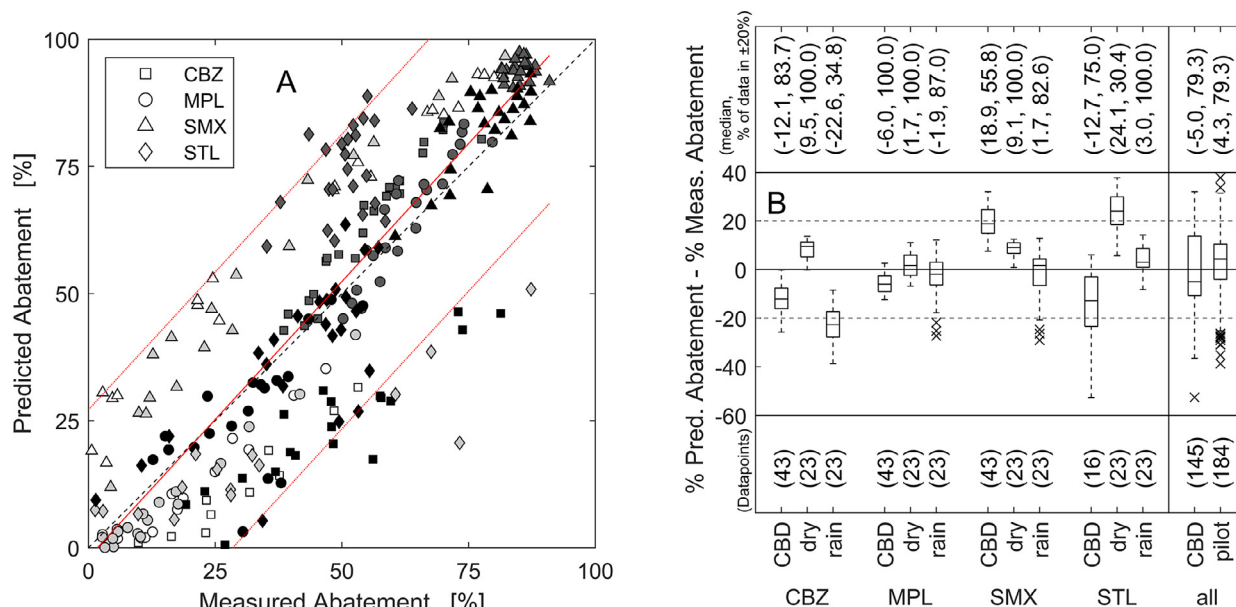 100
75
50
25
0
Predicted Abatement [%]
CBZ
MPL
SMX
STL
A
0 25 50 75 100
Measured Abatement [%]
(median,
% of data in ±20%)
(-12.1, 83.7)
(9.5, 100.0)
(-22.6, 34.8)
(-6.0, 100.0)
(1.7, 100.0)
(-1.9, 87.0)
(18.9, 55.8)
(9.1, 100.0)
(1.7, 82.6)
(-12.7, 75.0)
(24.1, 30.4)
(3.0, 100.0)
(-5.0, 79.3)
(4.3, 79.3)
% Pred. Abatement - % Meas. Abatement
B
40
20
0
-20
-40
-60
(Datapoints)
(43)
(23)
(23)
(43)
(23)
(23)
(43)
(23)
(23)
(16)
(23)
(23)
(145)
(184)
CBD
dry
rain
CBD
dry
rain
CBD
dry
rain
CBD
dry
rain
CBD
pilot
CBZ MPL SMX STL all